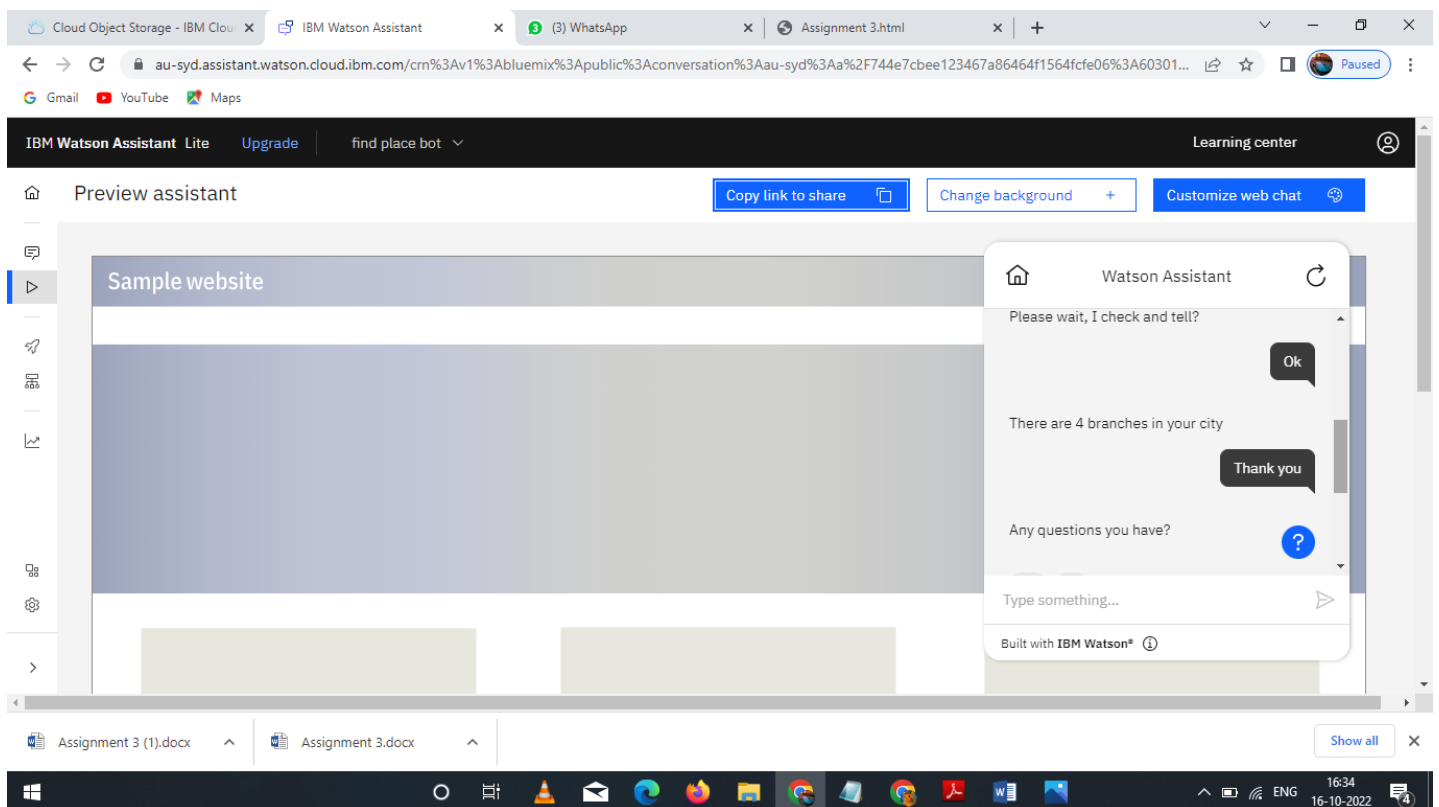 Cloud Object Storage - IBM Clou
IBM Watson Assistant
(3) WhatsApp
Assignment 3.html
au-syd.assistant.watson.cloud.ibm.com/crn%3Av1%3Abluemix%3Apublic%3Aconversation%3Aau-syd%3Aa%2F744e7cbee123467a86464f1564fcfe06%3A60301...
Paused
Gmail
YouTube
Maps
IBM Watson Assistant Lite
Upgrade
find place bot
Learning center
Preview assistant
Copy link to share
Change background +
Customize web chat
Sample website
Watson Assistant
Please wait, I check and tell?
Ok
There are 4 branches in your city
Thank you
Any questions you have?
?
Type something...
Built with IBM Watson®
Assignment 3 (1).docx
Assignment 3.docx
Show all
ENG
16:34
16-10-2022
4